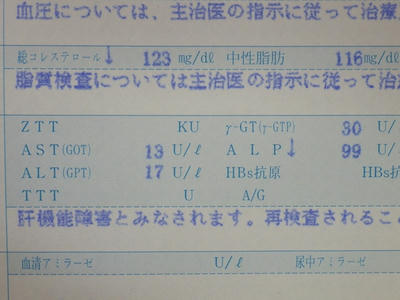 血圧については、主治医の指示に従って治療
総コレステロール↓ 123 mg/dl 中性脂肪 116 mg/dl
脂質検査については主治医の指示に従って治
ZTT KU γ-GT(γ-GTP) 30 U/
AST(GOT) 13 U/ℓ ALP↓ 99 U/
ALT(GPT) 17 U/ℓ HBs抗原 HBs抗
TTT U A/G
肝機能障害とみなされます。再検査されるこ
血清アミラーゼ U/ℓ 尿中アミラーゼ